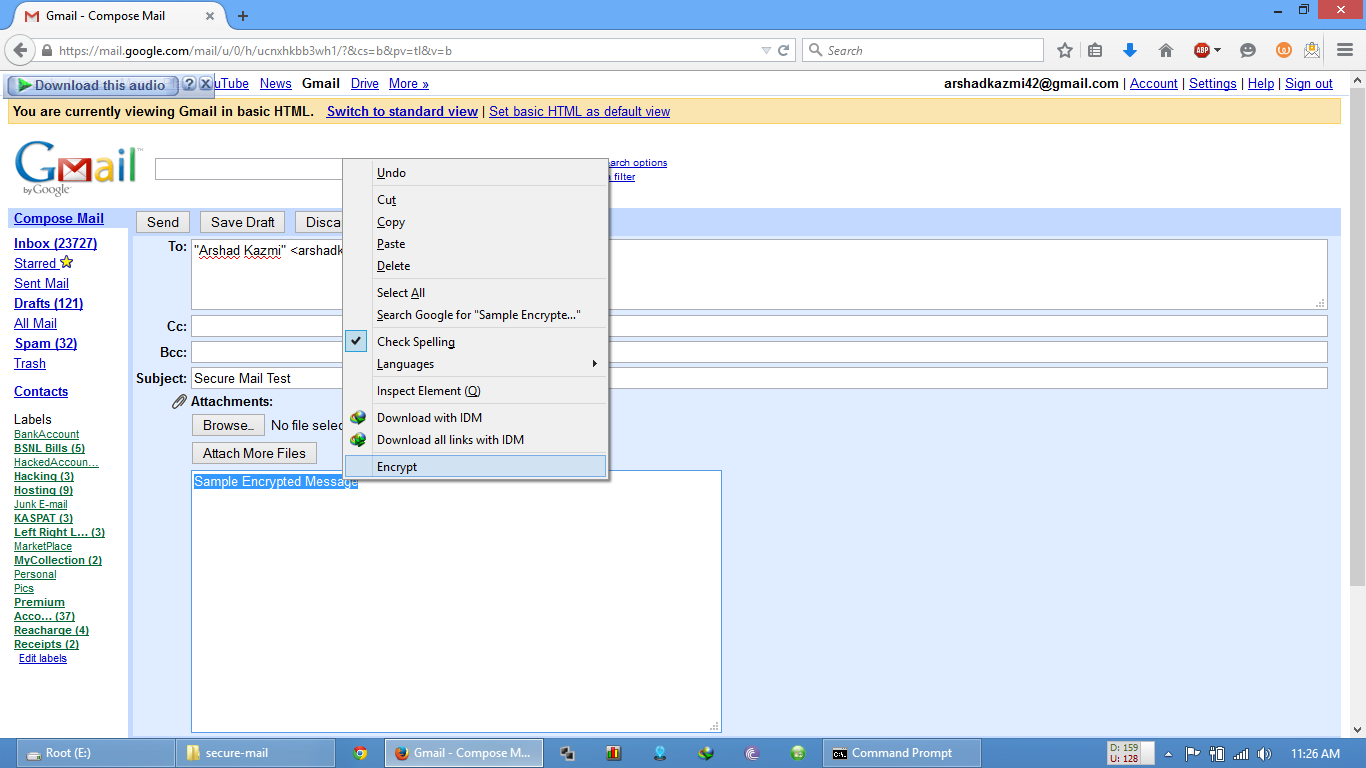 Gmail - Compose Mail
https://mail.google.com/mail/u/0/h/ucnxhkbb3wh1/?&cs=b&pv=tl&v=b
Search
ABP
Download this audio ? X uTube News Gmail Drive More »
arshadkazmi42@gmail.com | Account | Settings | Help | Sign out
You are currently viewing Gmail in basic HTML. Switch to standard view | Set basic HTML as default view
Gmail
by Google
arch options
filter
Compose Mail
Inbox (23727)
Starred
Sent Mail
Drafts (121)
All Mail
Spam (32)
Trash
Contacts
Labels
BankAccount
BSNL Bills (5)
HackedAccoun...
Hacking (3)
Hosting (9)
Junk E-mail
KASPAT (3)
Left Right L... (3)
MarketPlace
MyCollection (2)
Personal
Pics
Premium
Acco... (37)
Reacharge (4)
Receipts (2)
Edit labels
Send Save Draft Disca
To: "Arshad Kazmi" <arshadk
Cc:
Bcc:
Subject: Secure Mail Test
Attachments:
Browse... No file selec
Attach More Files
Sample Encrypted Message
Undo
Cut
Copy
Paste
Delete
Select All
Search Google for "Sample Encrypte..."
Check Spelling
Languages
Inspect Element (Q)
Download with IDM
Download all links with IDM
Encrypt
Root (E:)
secure-mail
Gmail - Compose M...
Command Prompt
D: 159
U: 128
11:26 AM